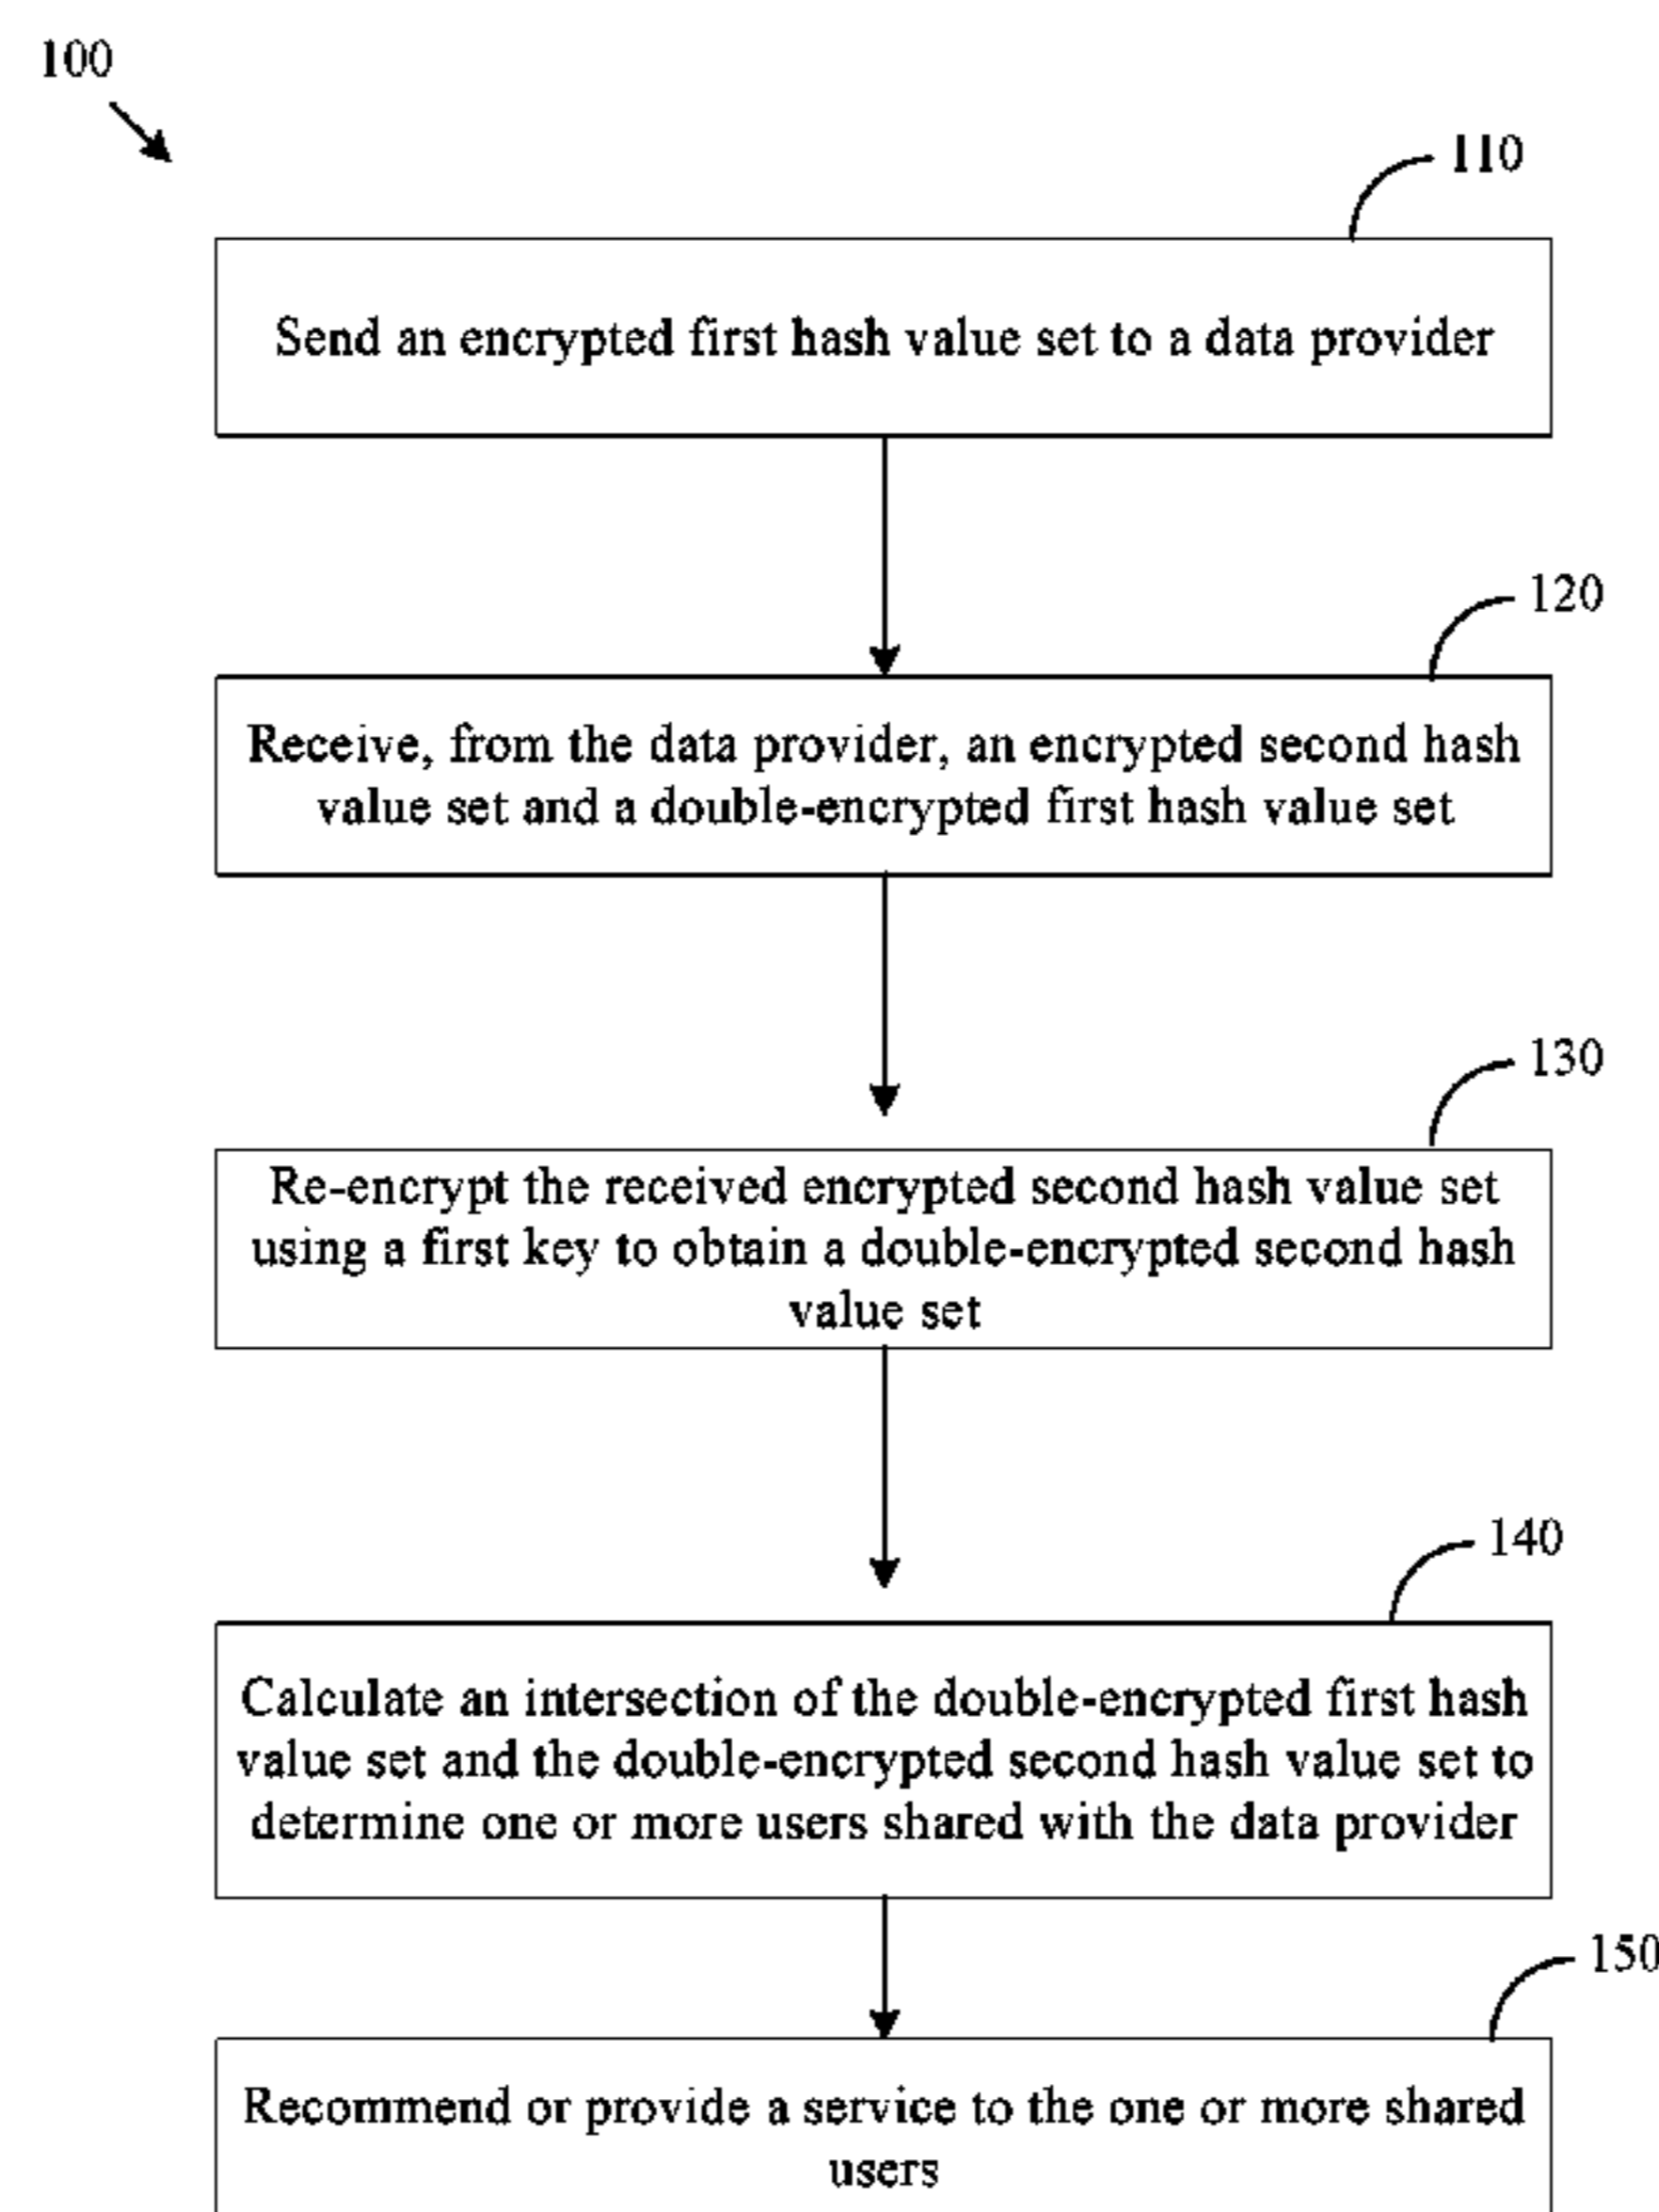 100
110
Send an encrypted first hash value set to a data provider
120
Receive, from the data provider, an encrypted second hash
value set and a double-encrypted first hash value set
130
Re-encrypt the received encrypted second hash value set
using a first key to obtain a double-encrypted second hash
value set
140
Calculate an intersection of the double-encrypted first hash
value set and the double-encrypted second hash value set to
determine one or more users shared with the data provider
150
Recommend or provide a service to the one or more shared
users